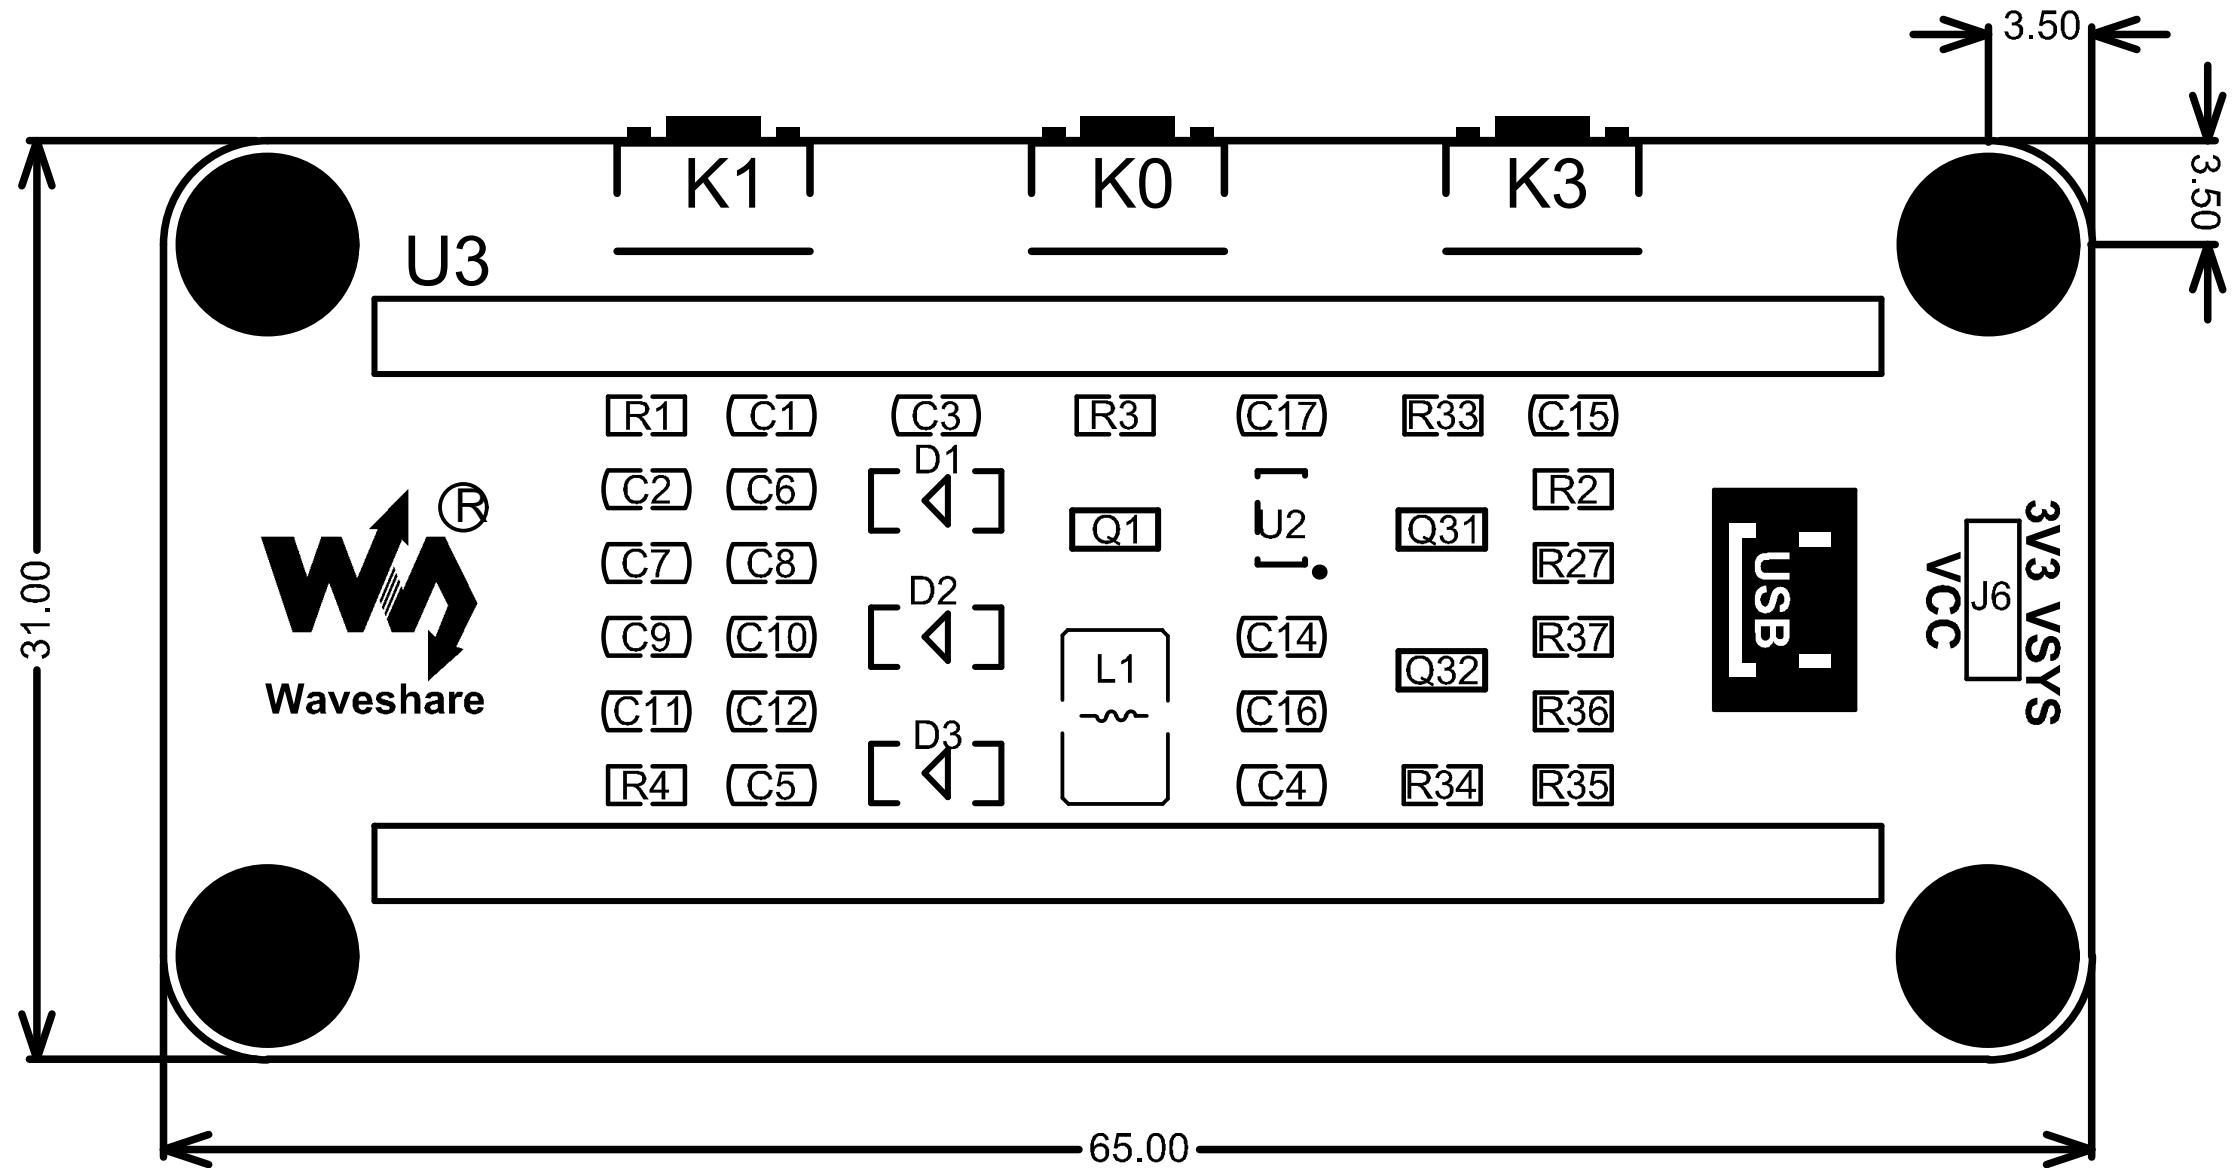 3.50
3.50
K1 K0 K3
U3
R1 C1 C3 R3 C17 R33 C15
D1
C2 C6 R2
® Q1 U2 Q31
C7 C8 R27
D2
USB
VCC
J6
3V3 VSYS
31.00
C9 C10 C14 R37
L1 Q32
Waveshare
C11 C12 C16 R36
D3
R4 C5 C4 R34 R35
65.00